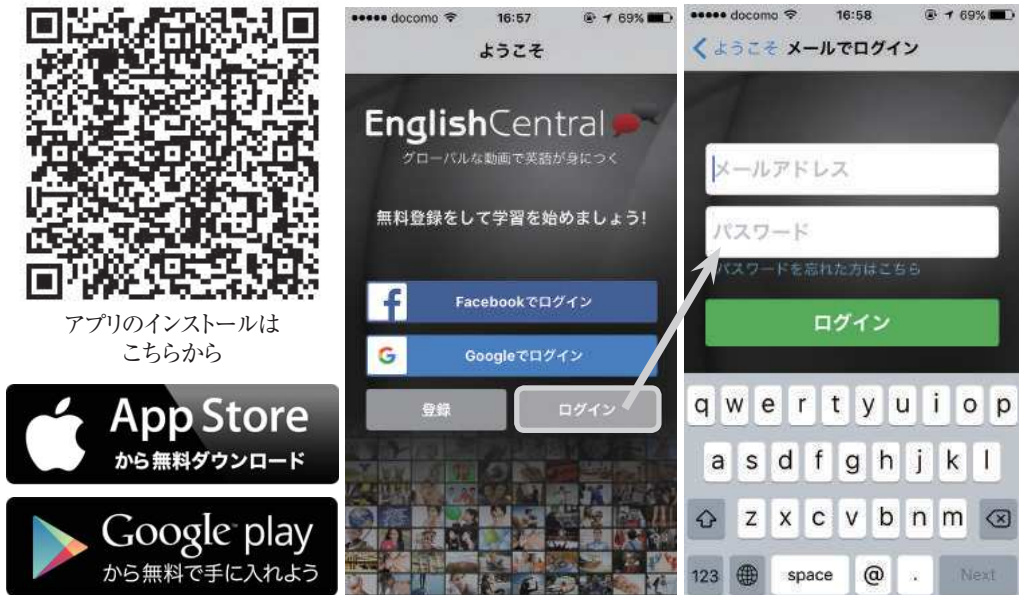 アプリのインストールは
こちらから
App Store
から無料ダウンロード
Google play
から無料で手に入れよう
docomo 16:57 69%
ようこそ
EnglishCentral
グローバルな動画で英語が身につく
無料登録をして学習を始めましょう!
f Facebookでログイン
G Googleでログイン
登録 ログイン
docomo 16:58 69%
ようこそ メールでログイン
メールアドレス
パスワード
パスワードを忘れた方はこちら
ログイン
q w e r t y u i o p
a s d f g h j k l
z x c v b n m
123 space @ . Next